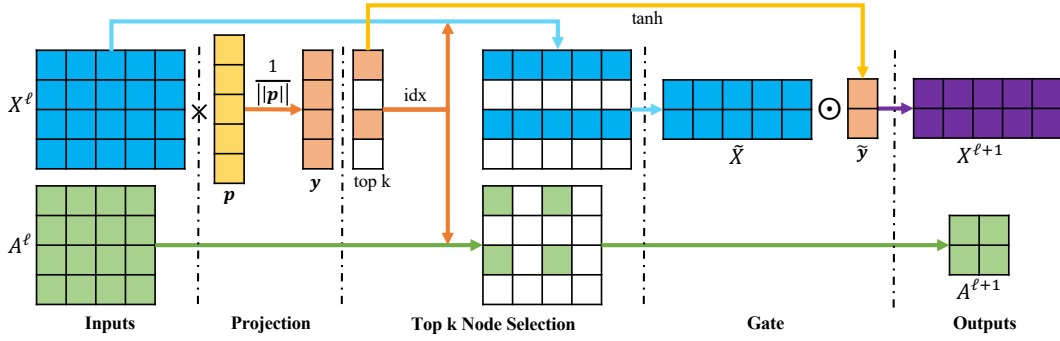 tanh
1
||p||
idx
X^ℓ
×
⊙
p
y
top k
X̃
ỹ
X^{ℓ+1}
A^ℓ
A^{ℓ+1}
Inputs
Projection
Top k Node Selection
Gate
Outputs